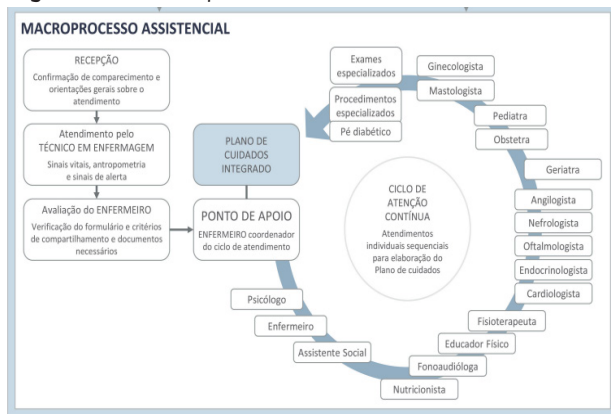 MACROPROCESSO ASSISTENCIAL
RECEPÇÃO
Confirmação de comparecimento e
orientações gerais sobre o
atendimento
Atendimento pelo
TÉCNICO EM ENFERMAGEM
Sinais vitais, antropometria
e sinais de alerta
Avaliação do ENFERMEIRO
Verificação do formulário e critérios
de compartilhamento e documentos
necessários
PLANO DE
CUIDADOS
INTEGRADO
PONTO DE APOIO
ENFERMEIRO coordenador
do ciclo de atendimento
Exames
especializados
Procedimentos
especializados
Pé diabético
CICLO DE
ATENÇÃO
CONTÍNUA
Atendimentos
individuais sequenciais
para elaboração do
Plano de cuidados
Ginecologista
Mastologista
Pediatra
Obstetra
Geriatra
Angilogista
Nefrologista
Oftalmologista
Endocrinologista
Cardiologista
Fisioterapeuta
Educador Físico
Fonoaudióloga
Nutricionista
Assistente Social
Enfermeiro
Psicólogo